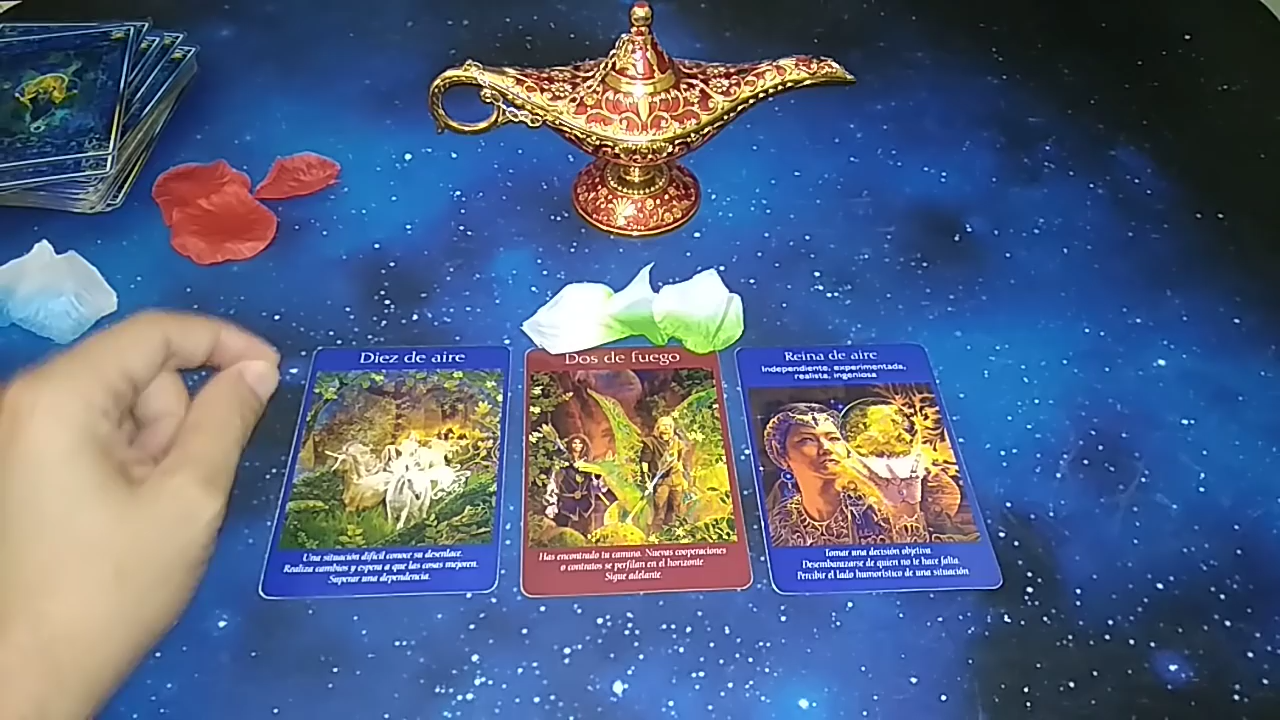 Diez de aire
Una situación difícil conoce su desenlace.
Realiza cambios y espera a que las cosas mejoren.
Superar una dependencia.
Dos de fuego
Has encontrado tu camino. Nuevas cooperaciones
o contratos se perfilan en el horizonte.
Sigue adelante.
Reina de aire
Independiente, experimentada,
realista, ingeniosa
Tomar una decisión objetiva.
Desembarazarse de quien no te hace falta.
Percibir el lado humorístico de una situación